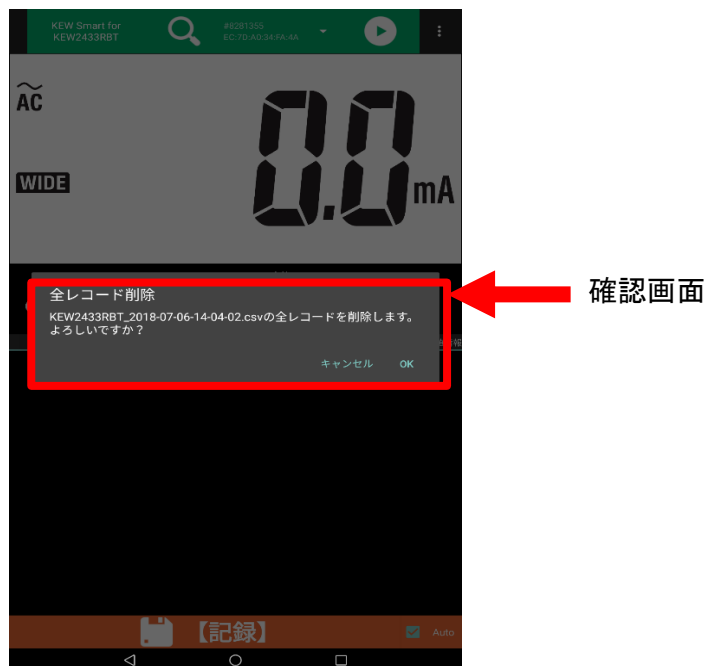 KEW Smart for
KEW2433RBT
#8281355
EC:7D:A0:34:FA:4A
AC
WIDE
0.0 mA
確認画面
全レコード削除
KEW2433RBT_2018-07-06-14-04-02.csvの全レコードを削除します。
よろしいですか？
キャンセル OK
【記録】
Auto